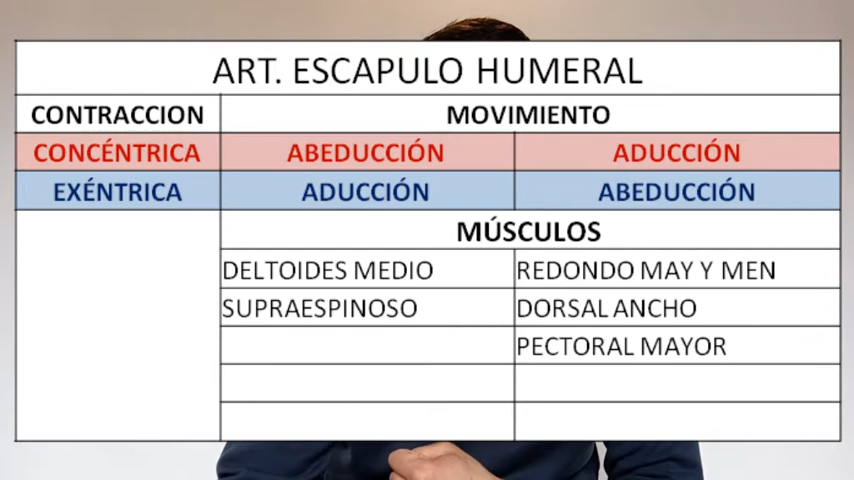 ART. ESCAPULO HUMERAL
CONTRACCION MOVIMIENTO
CONCÉNTRICA ABEDUCCIÓN ADUCCIÓN
EXÉNTRICA ADUCCIÓN ABEDUCCIÓN
MÚSCULOS
DELTOIDES MEDIO REDONDO MAY Y MEN
SUPRAESPINOSO DORSAL ANCHO
PECTORAL MAYOR